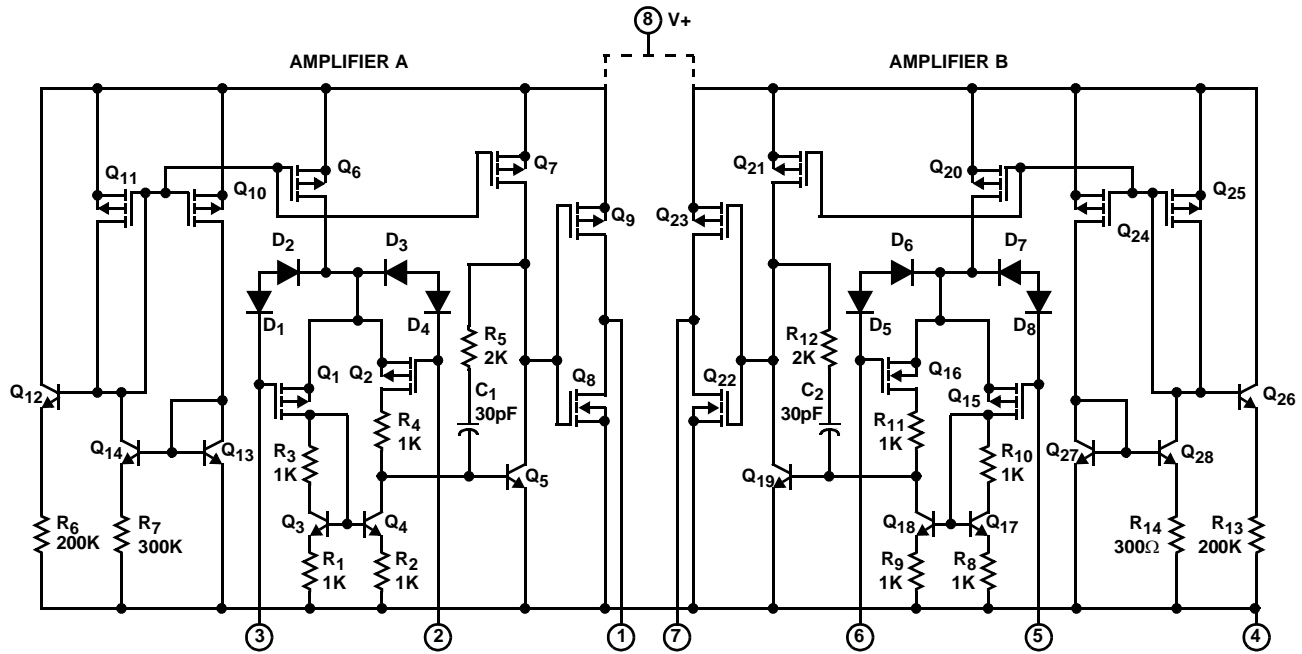 8 V+
AMPLIFIER A
AMPLIFIER B
Q11
Q10
Q6
Q7
Q9
Q21
Q23
Q20
Q24
Q25
D2
D3
D1
D4
D6
D7
D5
D8
R5
2K
R12
2K
Q1
Q2
C1
30pF
Q8
Q22
C2
30pF
Q16
Q15
Q12
Q26
R4
1K
R3
1K
R11
1K
R10
1K
Q14
Q13
Q5
Q19
Q27
Q28
Q3
Q4
Q18
Q17
R6
200K
R7
300K
R1
1K
R2
1K
R9
1K
R8
1K
R14
300Ω
R13
200K
3
2
1
7
6
5
4